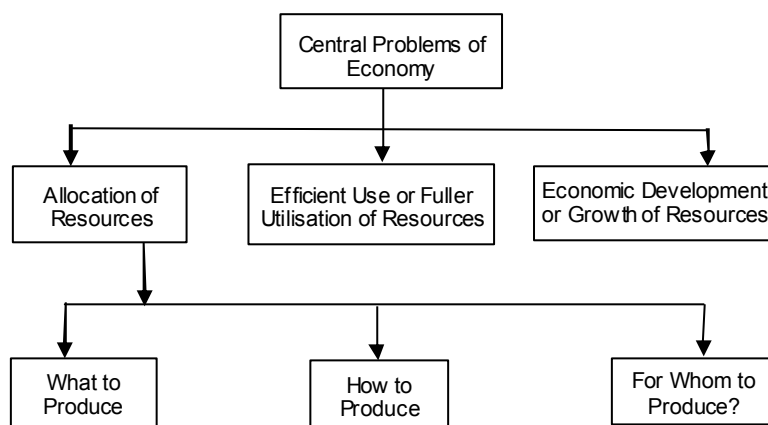 Central Problems of
Economy
Allocation of
Resources
Efficient Use or Fuller
Utilisation of Resources
Economic Development
or Growth of Resources
What to
Produce
How to
Produce
For Whom to
Produce?